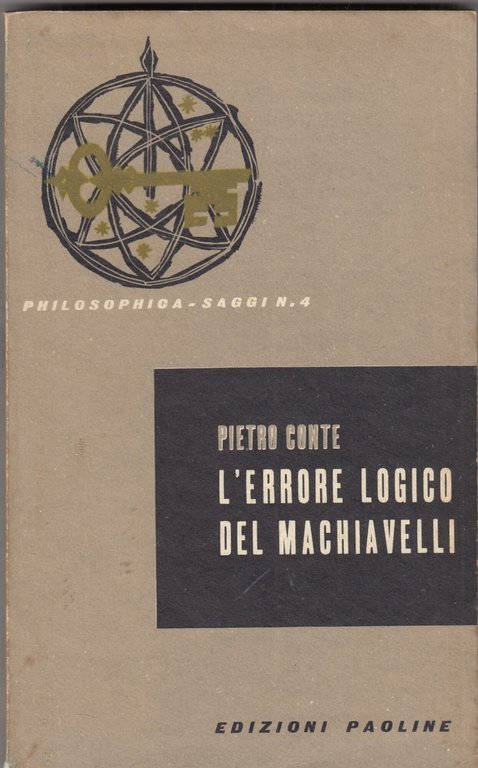 PHILOSOPHICA - SAGGI N. 4
PIETRO CONTE
L'ERRORE LOGICO
DEL MACHIAVELLI
EDIZIONI PAOLINE